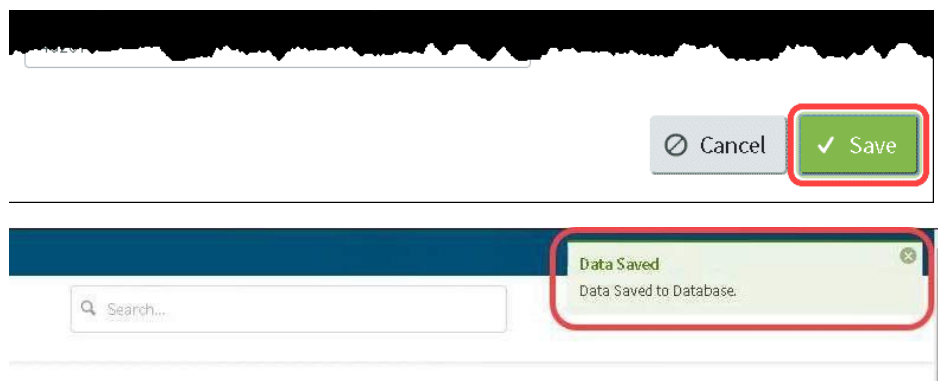 Cancel
Save
Data Saved
Data Saved to Database.
Search...